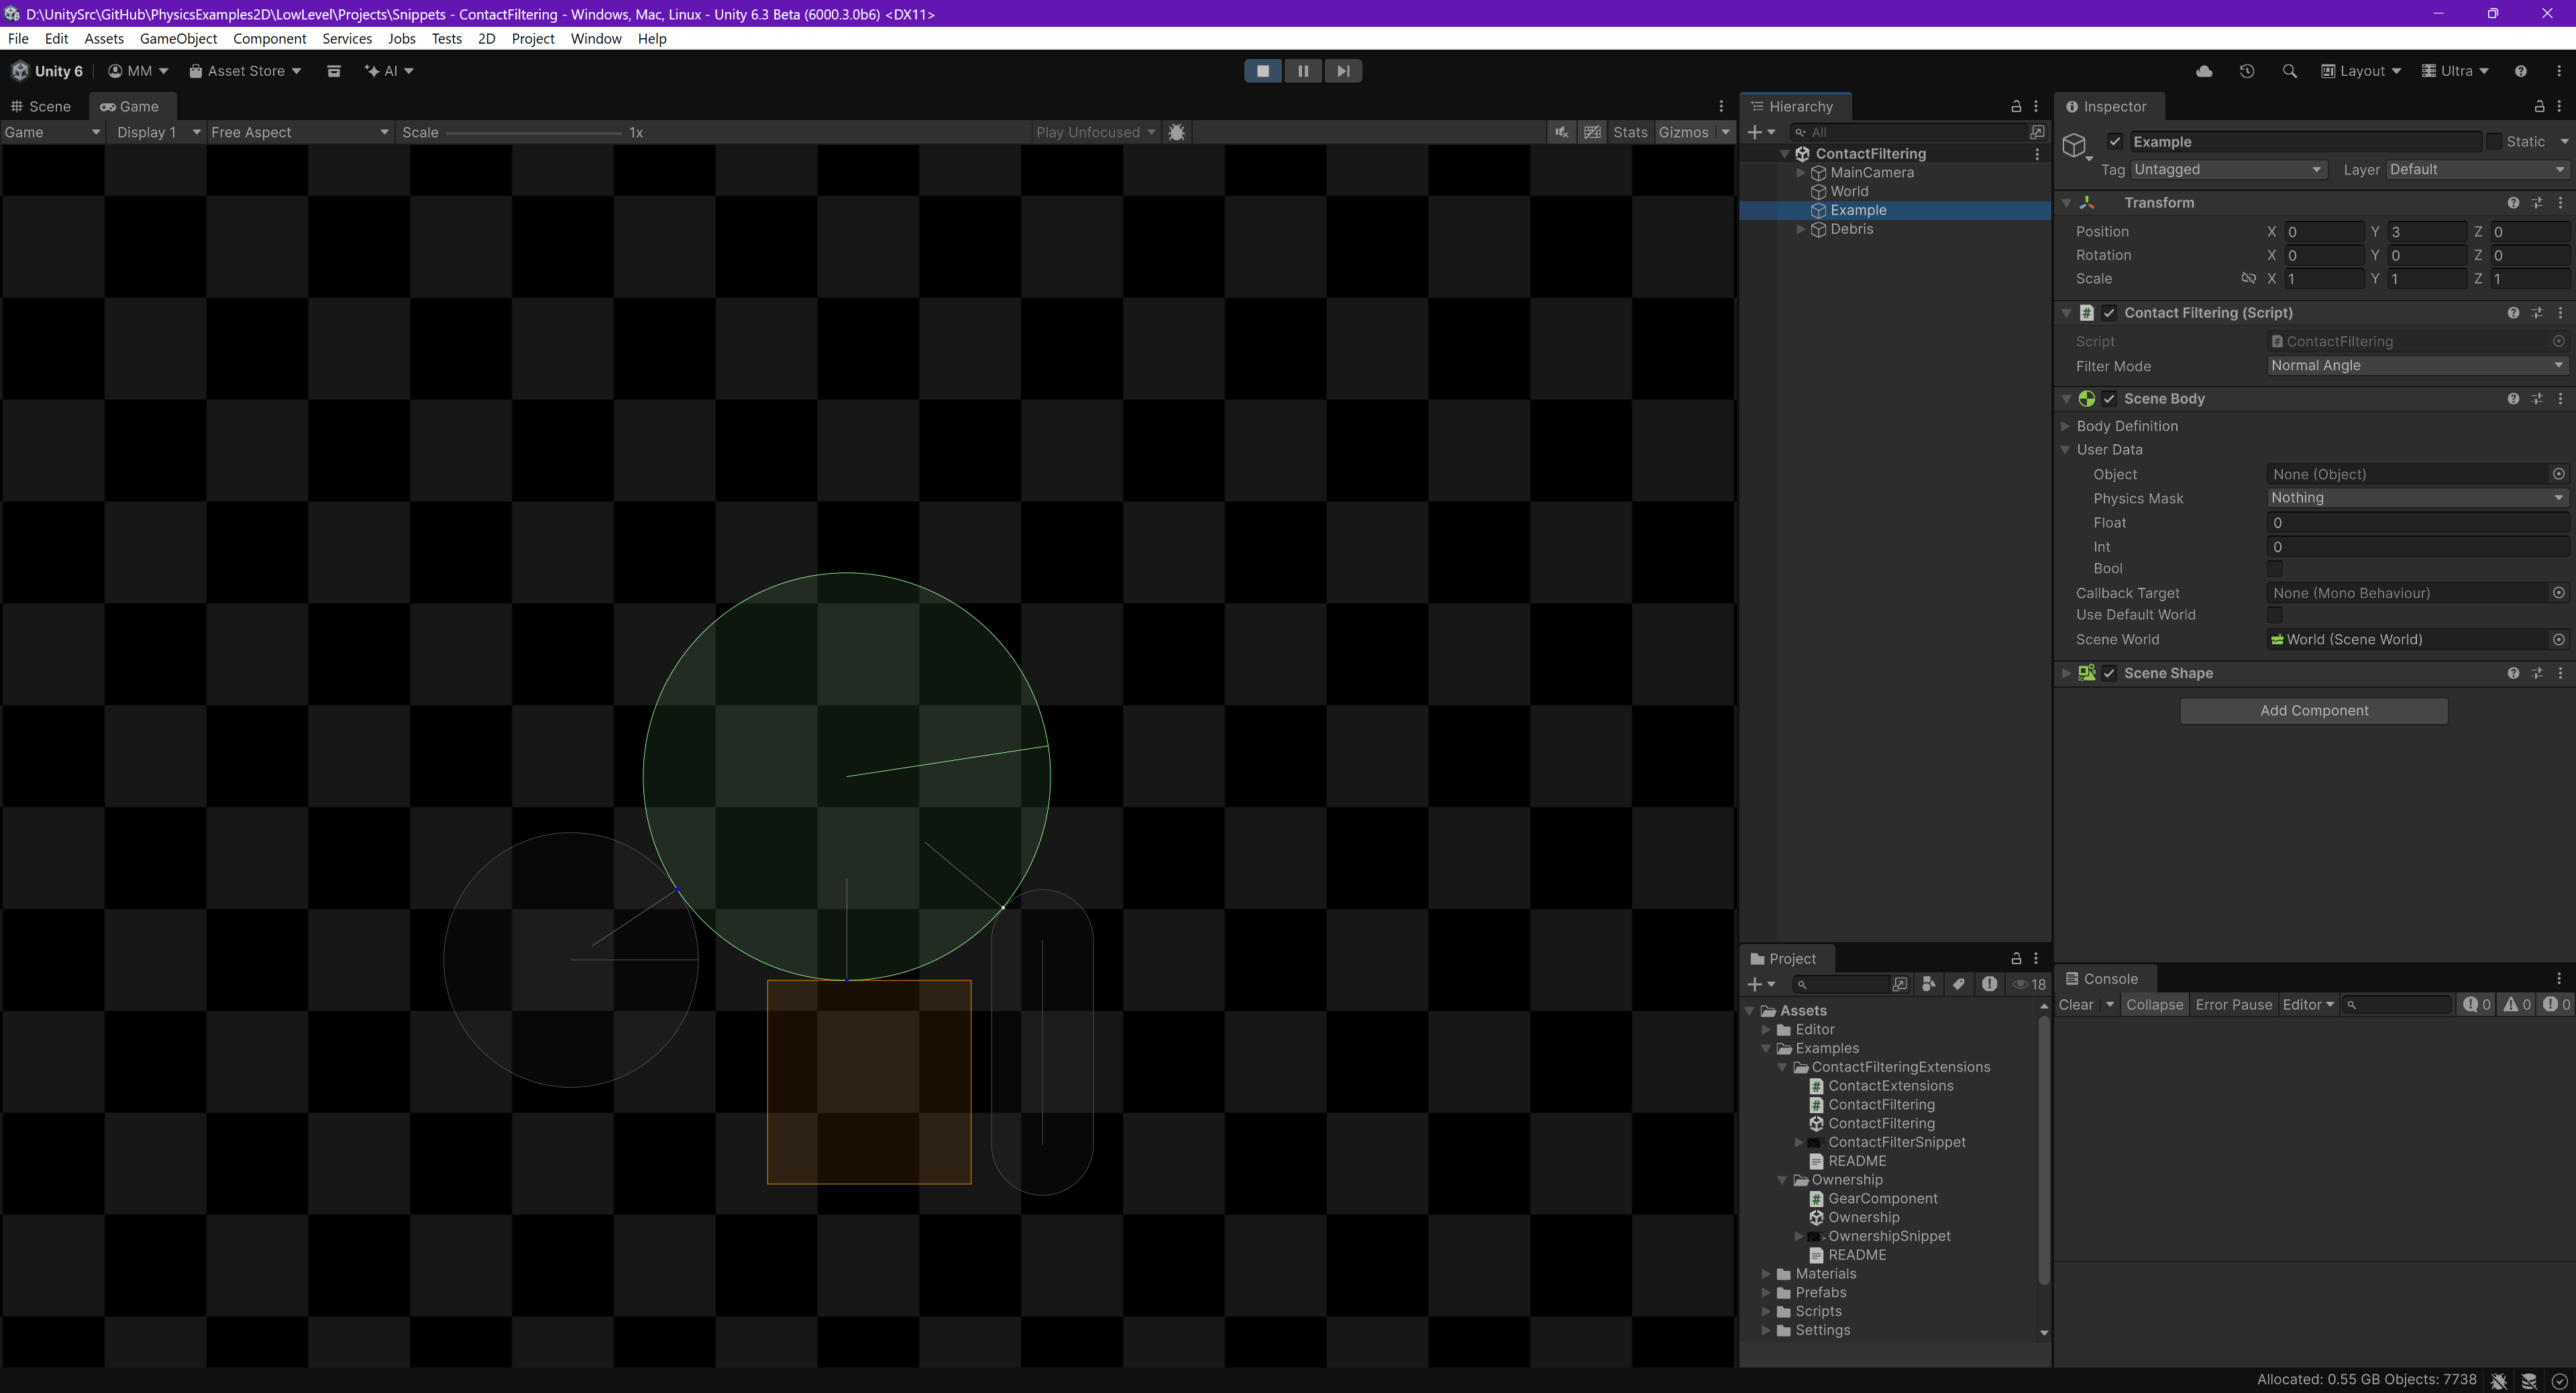 D:\UnitySrc\GitHub\PhysicsExamples2D\LowLevel\Projects\Snippets - ContactFiltering - Windows, Mac, Linux - Unity 6.3 Beta (6000.3.0b6) <DX11>
File Edit Assets GameObject Component Services Jobs Tests 2D Project Window Help
Unity 6 MM Asset Store AI Layout Ultra
Scene Game
Game Display 1 Free Aspect Scale 1x Play Unfocused Stats Gizmos
Hierarchy
All
ContactFiltering
MainCamera
World
Example
Debris
Inspector
Example Static
Tag Untagged Layer Default
Transform
Position X 0 Y 3 Z 0
Rotation X 0 Y 0 Z 0
Scale X 1 Y 1 Z 1
# Contact Filtering (Script)
Script ContactFiltering
Filter Mode Normal Angle
Scene Body
Body Definition
User Data
Object None (Object)
Physics Mask Nothing
Float 0
Int 0
Bool
Callback Target None (Mono Behaviour)
Use Default World
Scene World World (Scene World)
Scene Shape
Add Component
Project
18
Assets
Editor
Examples
ContactFilteringExtensions
# ContactExtensions
# ContactFiltering
ContactFiltering
ContactFilterSnippet
README
Ownership
# GearComponent
Ownership
OwnershipSnippet
README
Materials
Prefabs
Scripts
Settings
Console
Clear Collapse Error Pause Editor 0 0 0
Allocated: 0.55 GB Objects: 7738